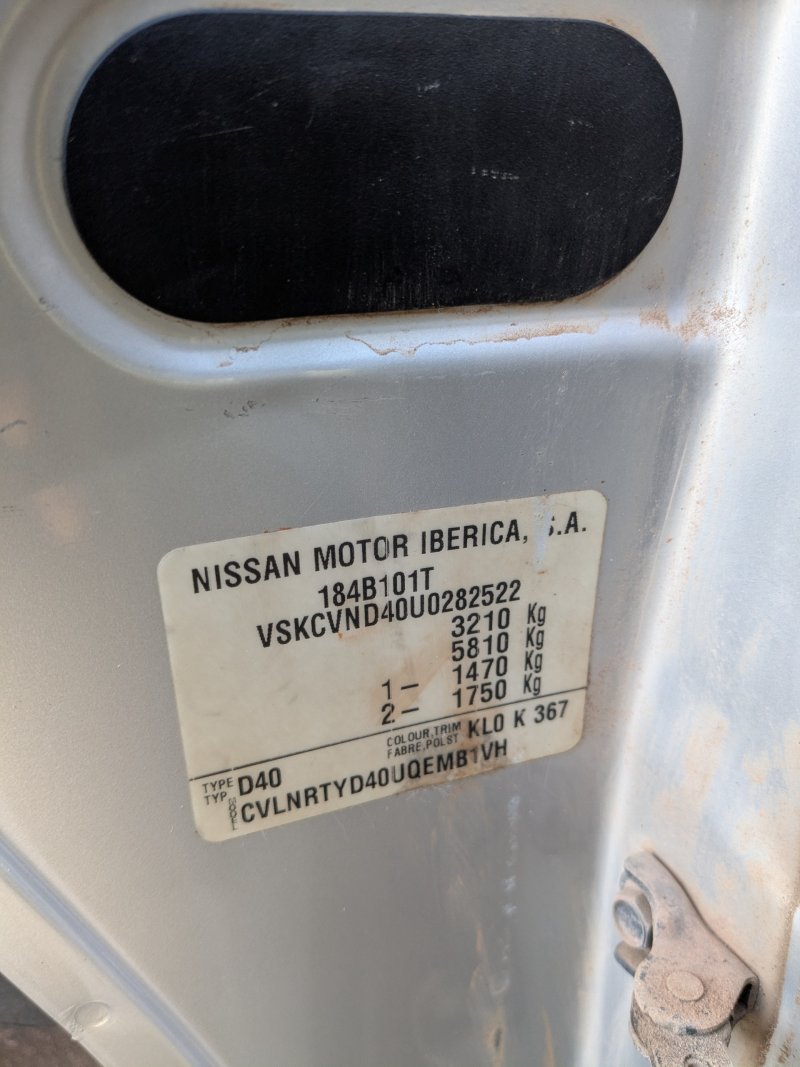 NISSAN MOTOR IBERICA, S.A.
184B101T
VSKCVND40U0282522
3210 Kg
5810 Kg
1 - 1470 Kg
2 - 1750 Kg
TYPE D40 COLOUR,TRIM KL0 K 367
TYP FABRE,POLST
MODEL CVLNRTYD40UQEMB1VH